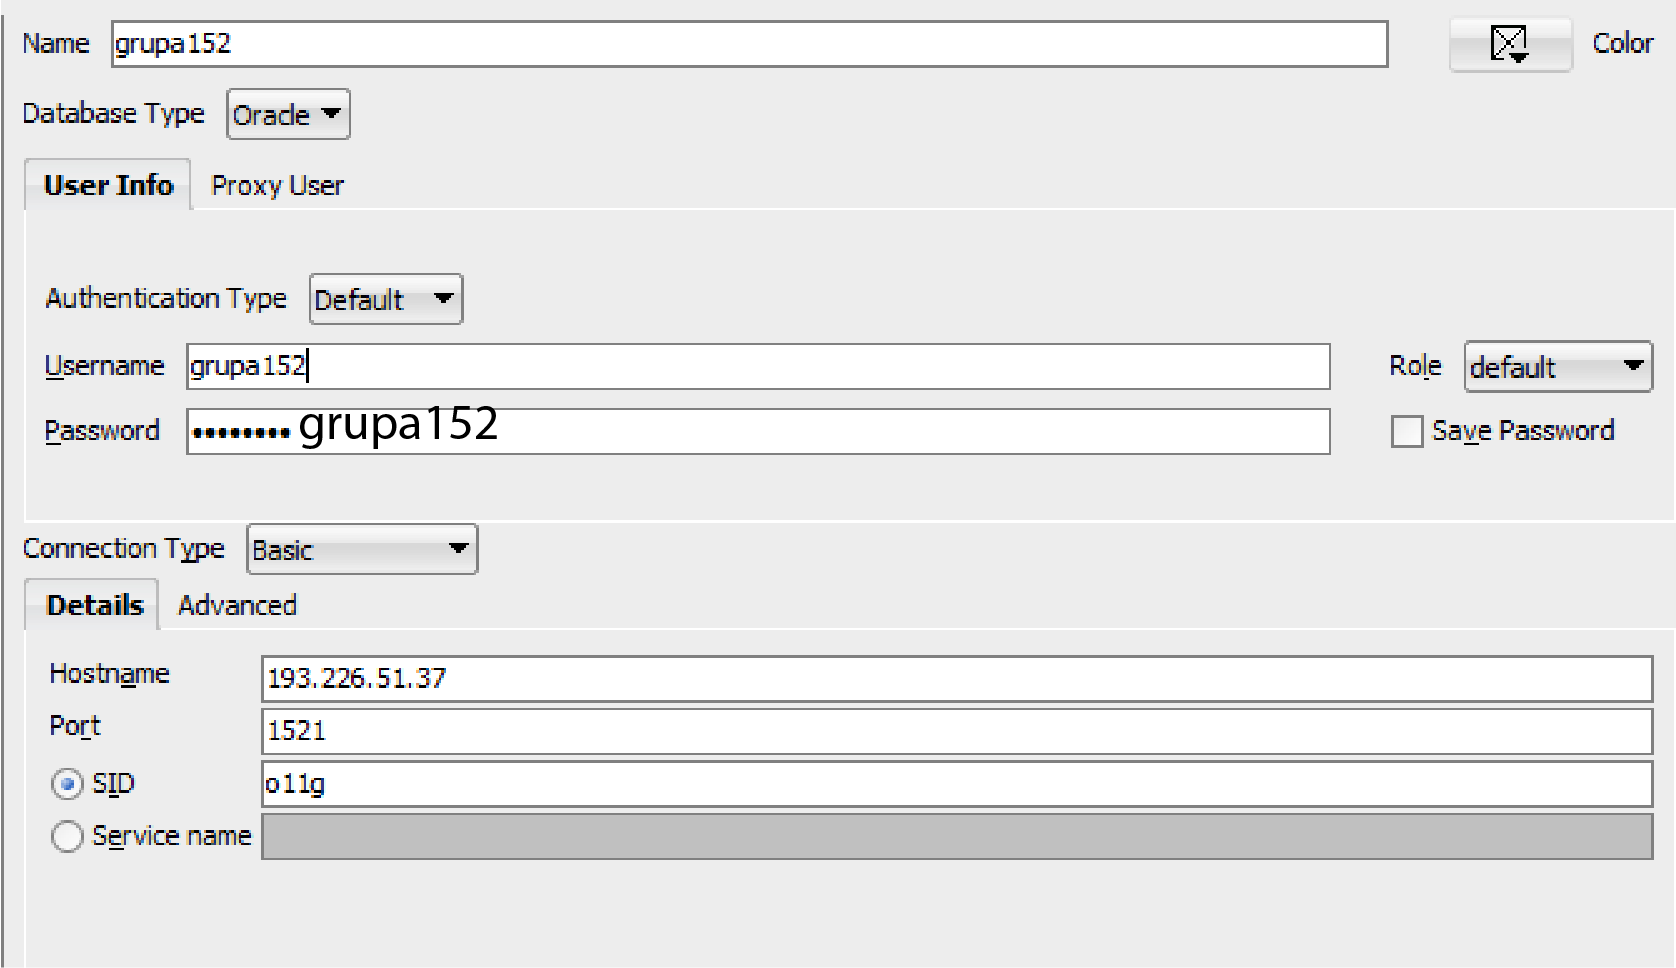 Name grupa152 Color
Database Type Oracle
User Info Proxy User
Authentication Type Default
Username grupa152 Role default
Password •••••••• grupa152 Save Password
Connection Type Basic
Details Advanced
Hostname 193.226.51.37
Port 1521
SID o11g
Service name